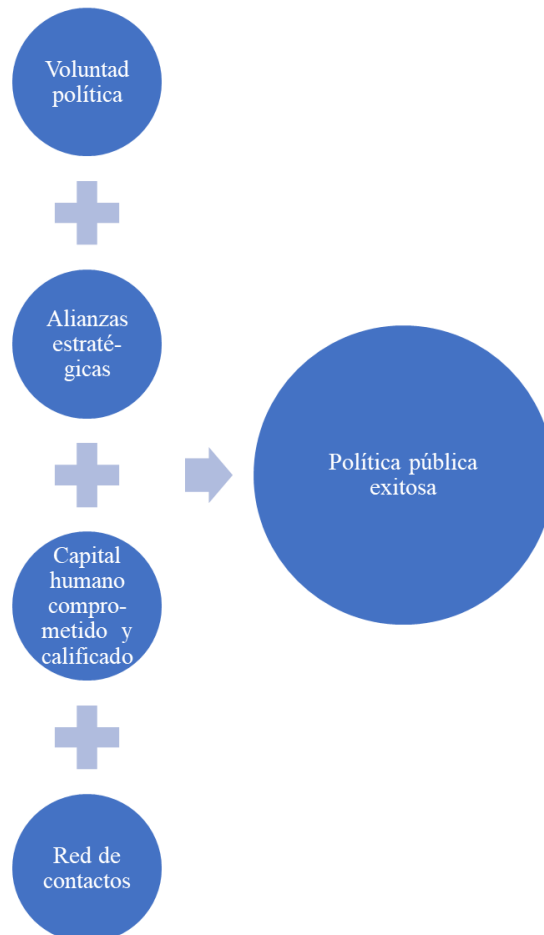 Voluntad
política
Alianzas
estraté-
gicas
Capital
humano
compro-
metido y
calificado
Red de
contactos
Política pública
exitosa